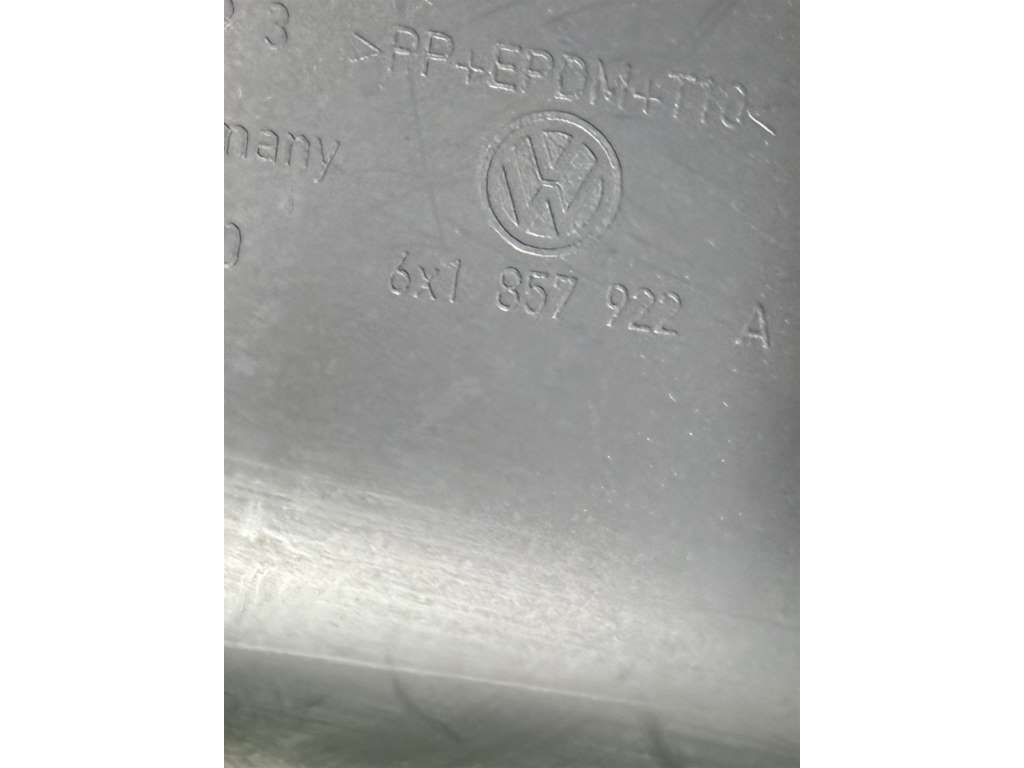 3 >PP+EPDM+T10<
many
6x1 857 922 A